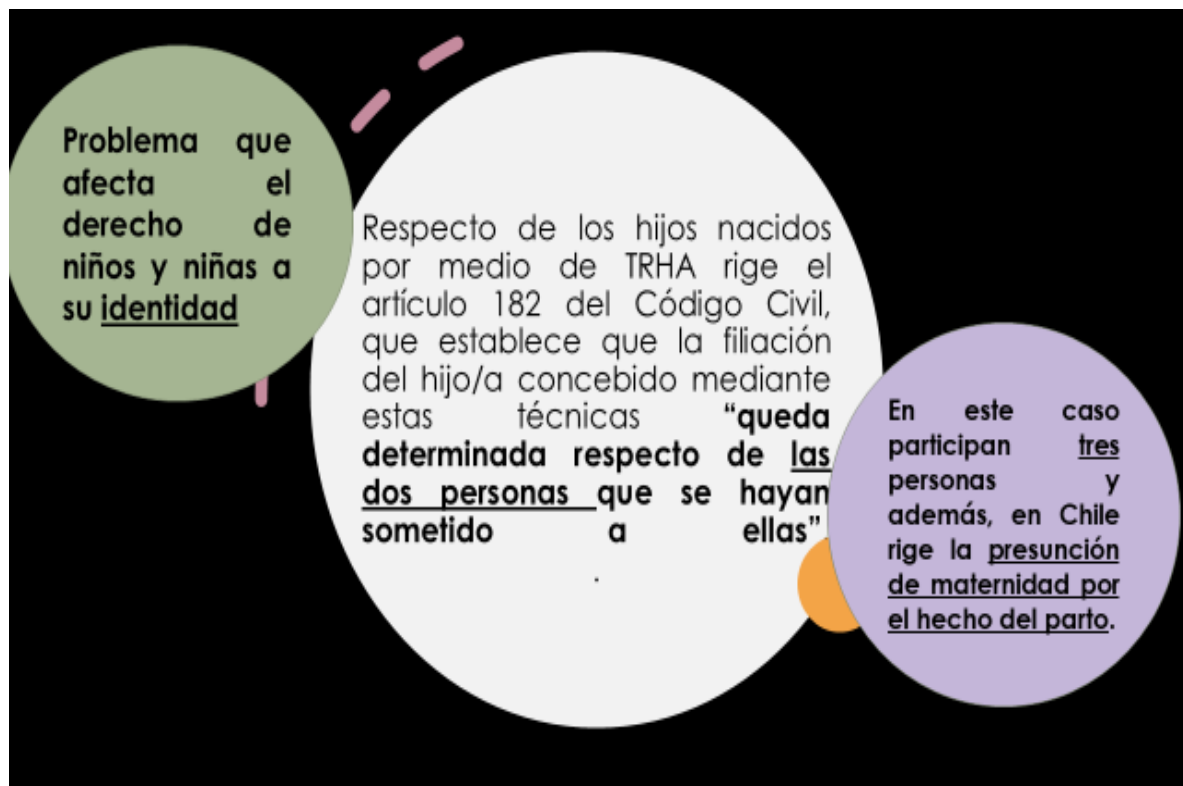 Problema que
afecta el
derecho de
niños y niñas a
su identidad
Respecto de los hijos nacidos
por medio de TRHA rige el
artículo 182 del Código Civil,
que establece que la filiación
del hijo/a concebido mediante
estas técnicas “queda
determinada respecto de las
dos personas que se hayan
sometido a ellas”
.
En este caso
participan tres
personas y
además, en Chile
rige la presunción
de maternidad por
el hecho del parto.